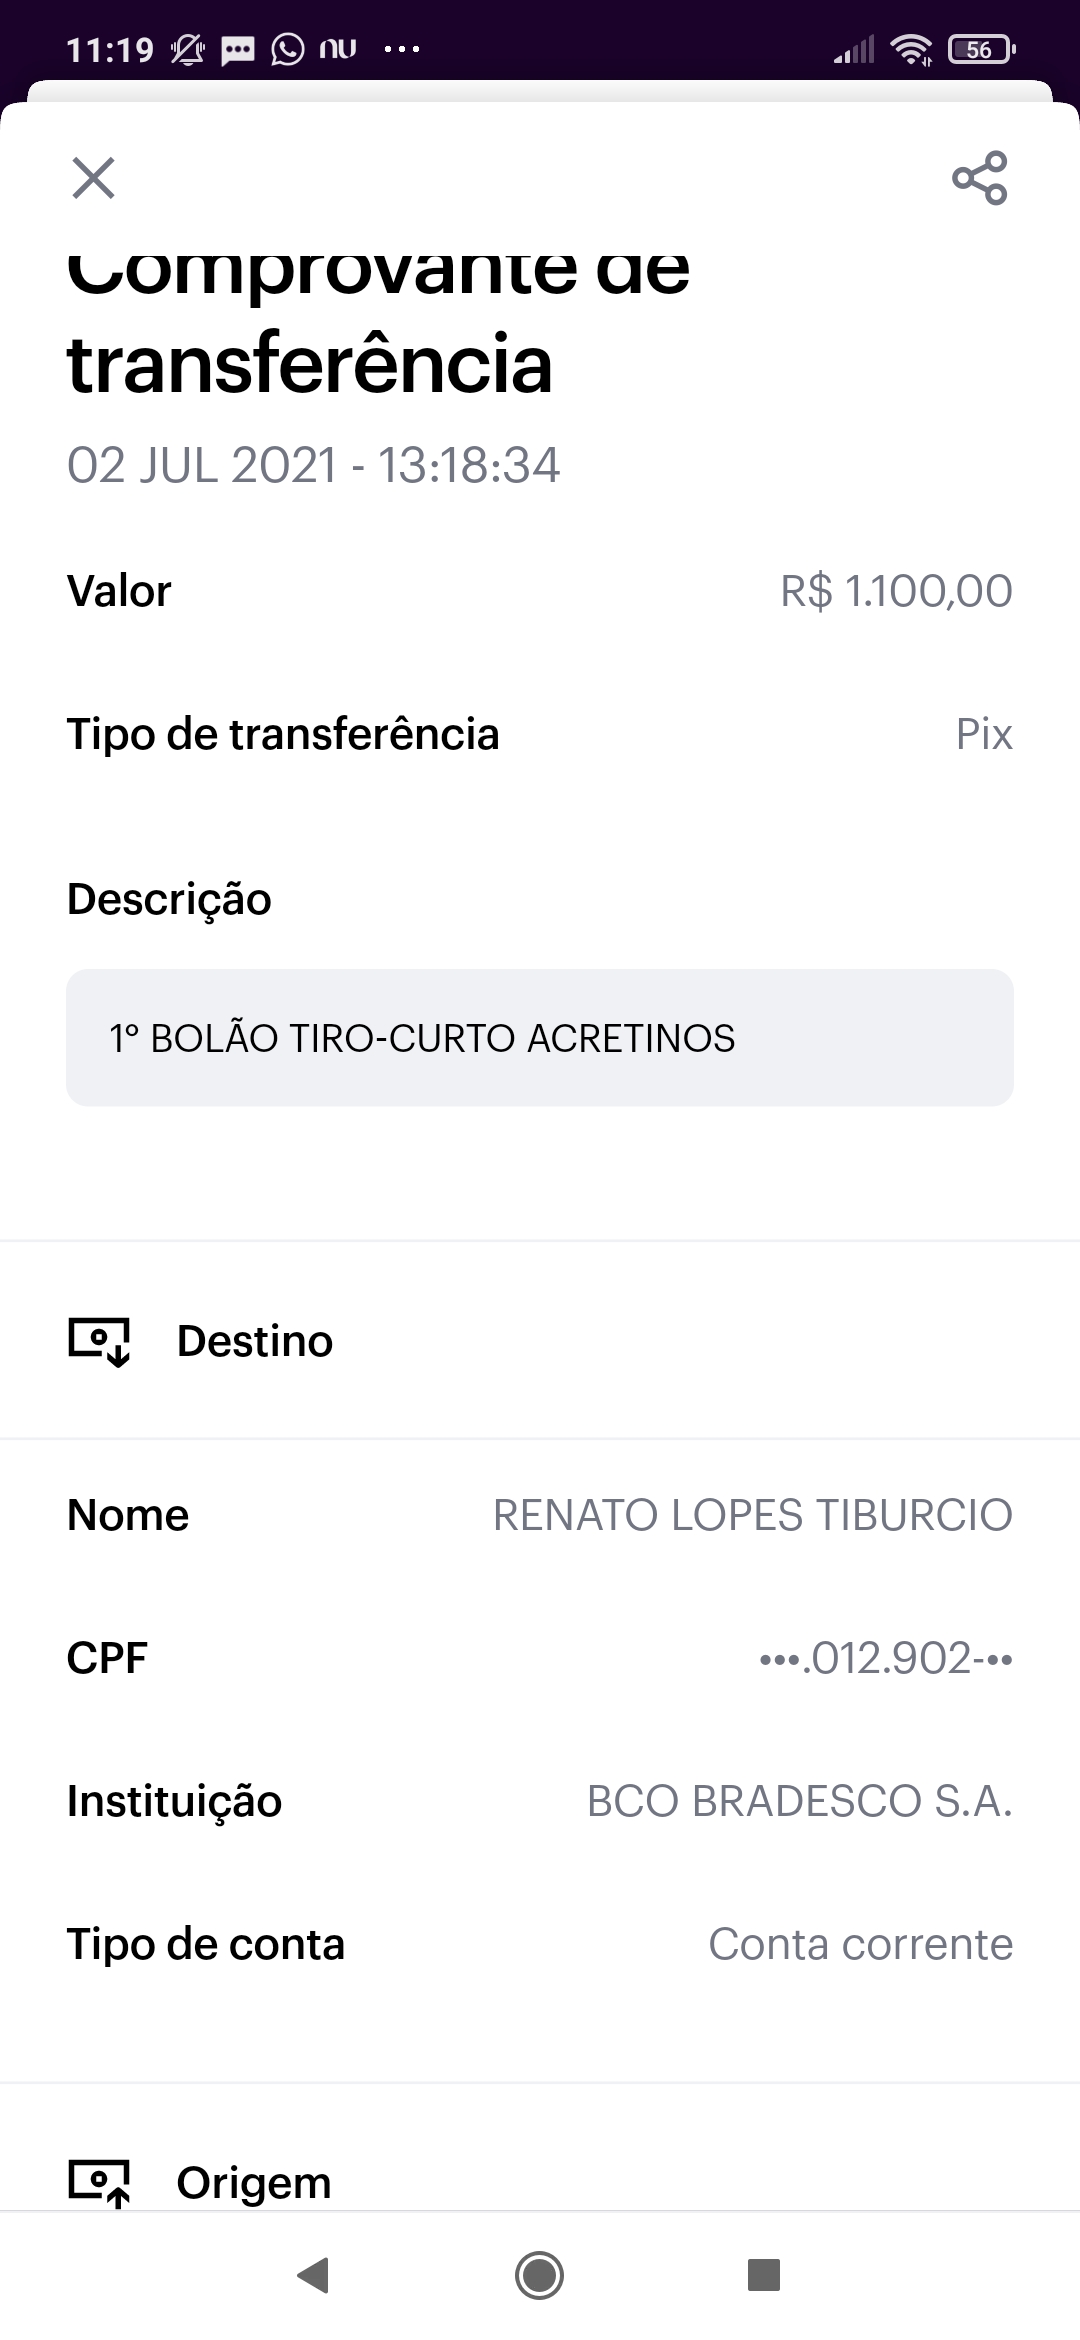 11:19 nu ...
56
Comprovante de
transferência
02 JUL 2021 - 13:18:34
Valor R$ 1.100,00
Tipo de transferência Pix
Descrição
1° BOLÃO TIRO-CURTO ACRETINOS
Destino
Nome RENATO LOPES TIBURCIO
CPF •••.012.902-••
Instituição BCO BRADESCO S.A.
Tipo de conta Conta corrente
Origem